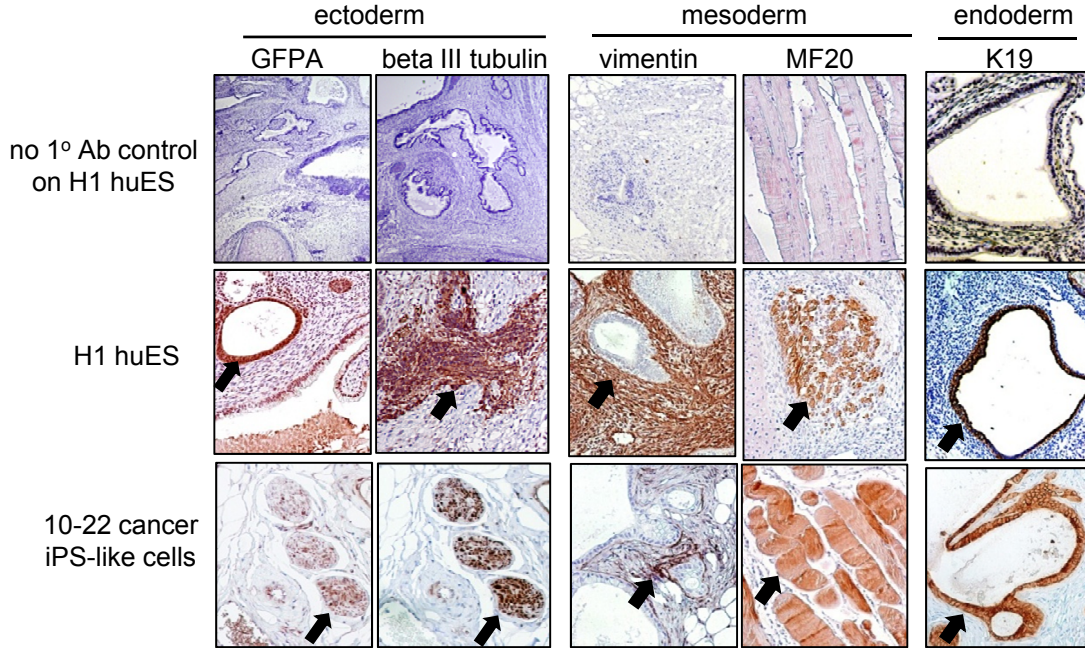 ectoderm mesoderm endoderm
GFPA beta III tubulin vimentin MF20 K19
no 1º Ab control
on H1 huES
H1 huES
10-22 cancer
iPS-like cells